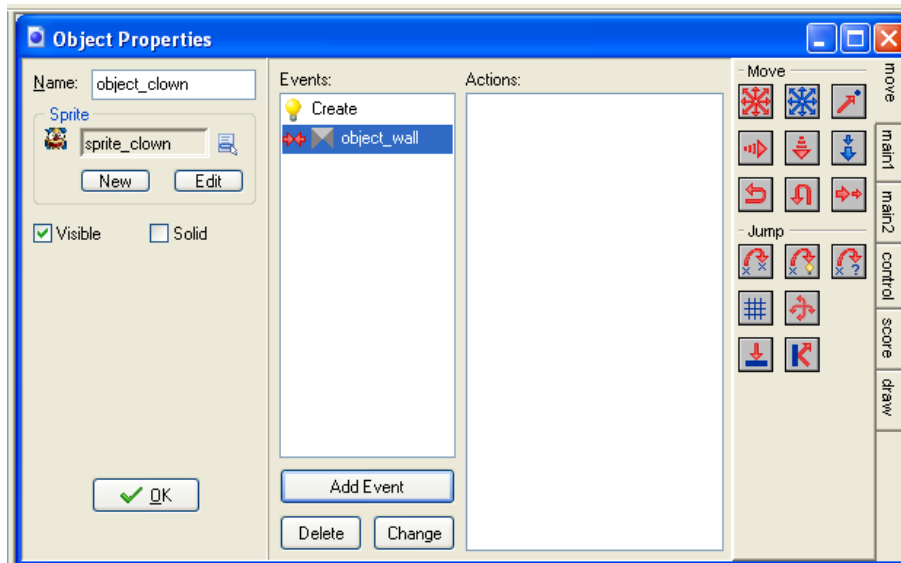 Object Properties
Name: object_clown
Sprite
sprite_clown
New Edit
Visible Solid
OK
Events:
Create
object_wall
Add Event
Delete Change
Actions:
Move
Jump
move
main1
main2
control
score
draw